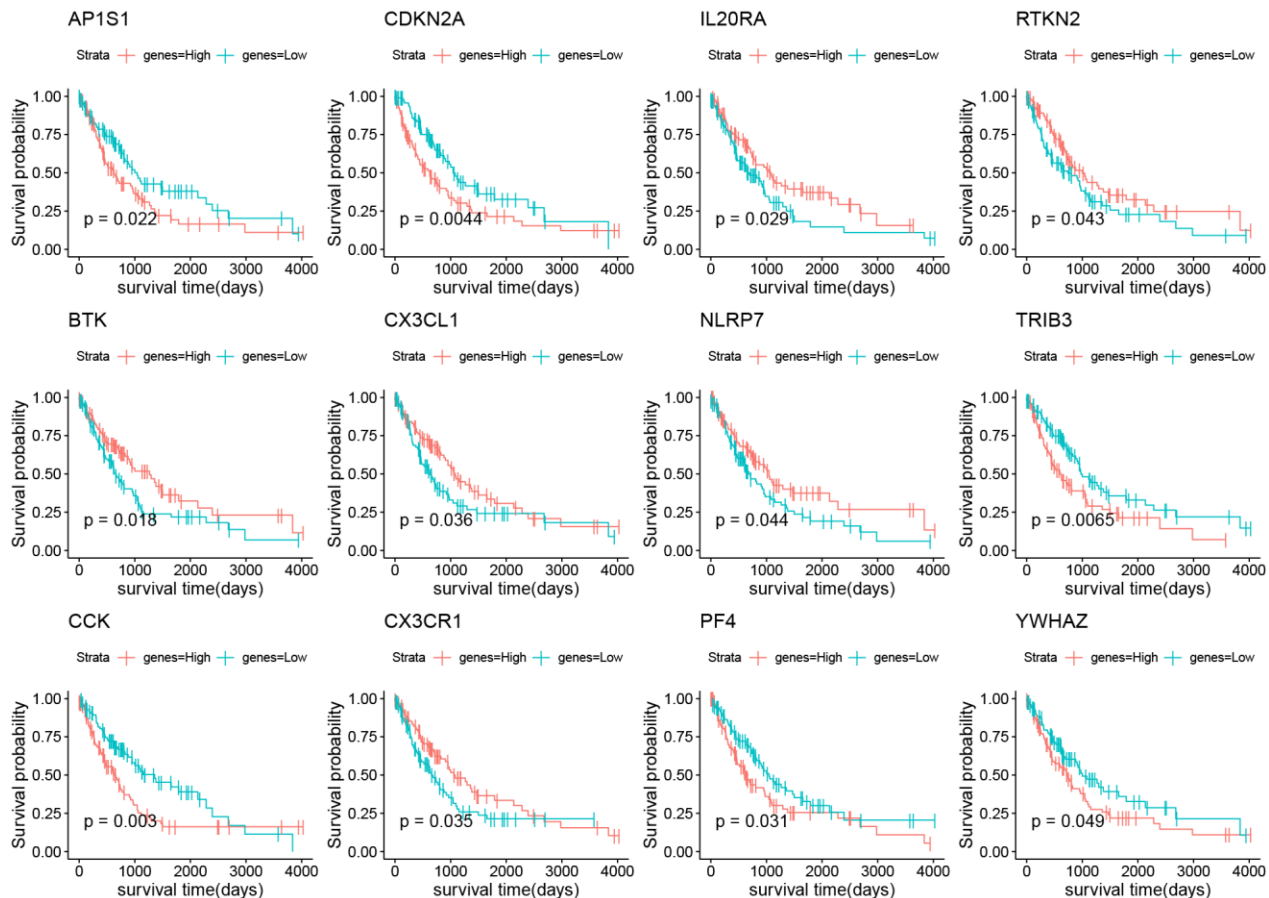 AP1S1
Strata genes=High genes=Low
Survival probability
1.00
0.75
0.50
0.25
0.00
p = 0.022
0 1000 2000 3000 4000
survival time(days)
CDKN2A
Strata genes=High genes=Low
Survival probability
1.00
0.75
0.50
0.25
0.00
p = 0.0044
0 1000 2000 3000 4000
survival time(days)
IL20RA
Strata genes=High genes=Low
Survival probability
1.00
0.75
0.50
0.25
0.00
p = 0.029
0 1000 2000 3000 4000
survival time(days)
RTKN2
Strata genes=High genes=Low
Survival probability
1.00
0.75
0.50
0.25
0.00
p = 0.043
0 1000 2000 3000 4000
survival time(days)
BTK
Strata genes=High genes=Low
Survival probability
1.00
0.75
0.50
0.25
0.00
p = 0.018
0 1000 2000 3000 4000
survival time(days)
CX3CL1
Strata genes=High genes=Low
Survival probability
1.00
0.75
0.50
0.25
0.00
p = 0.036
0 1000 2000 3000 4000
survival time(days)
NLRP7
Strata genes=High genes=Low
Survival probability
1.00
0.75
0.50
0.25
0.00
p = 0.044
0 1000 2000 3000 4000
survival time(days)
TRIB3
Strata genes=High genes=Low
Survival probability
1.00
0.75
0.50
0.25
0.00
p = 0.0065
0 1000 2000 3000 4000
survival time(days)
CCK
Strata genes=High genes=Low
Survival probability
1.00
0.75
0.50
0.25
0.00
p = 0.003
0 1000 2000 3000 4000
survival time(days)
CX3CR1
Strata genes=High genes=Low
Survival probability
1.00
0.75
0.50
0.25
0.00
p = 0.035
0 1000 2000 3000 4000
survival time(days)
PF4
Strata genes=High genes=Low
Survival probability
1.00
0.75
0.50
0.25
0.00
p = 0.031
0 1000 2000 3000 4000
survival time(days)
YWHAZ
Strata genes=High genes=Low
Survival probability
1.00
0.75
0.50
0.25
0.00
p = 0.049
0 1000 2000 3000 4000
survival time(days)